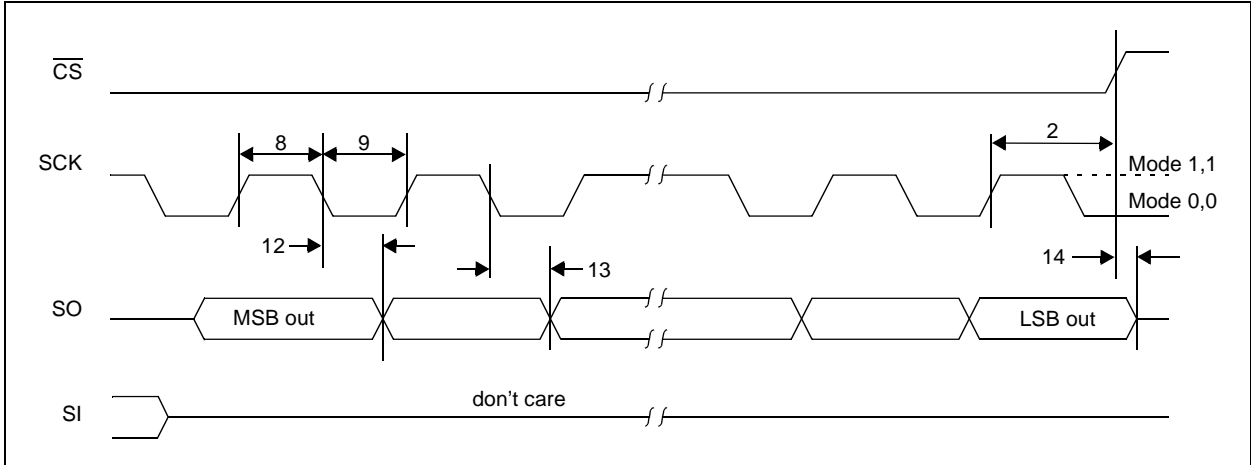 CS
SCK
8
9
2
Mode 1,1
Mode 0,0
12
13
14
SO
MSB out
LSB out
SI
don't care